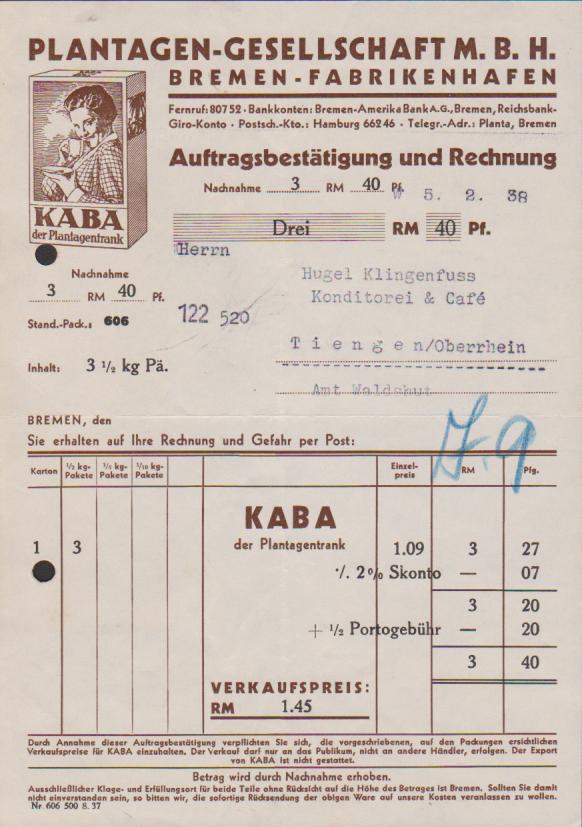 PLANTAGEN-GESELLSCHAFT M. B. H.
BREMEN - FABRIKENHAFEN
Fernruf: 80752 · Bankkonten: Bremen-Amerika Bank A.G., Bremen, Reichsbank-
Giro-Konto · Postsch.-Kto.: Hamburg 66246 · Telegr.-Adr.: Planta, Bremen
KABA
der Plantagentrank
Auftragsbestätigung und Rechnung
Nachnahme 3 RM 40 Pf.
W 5. 2. 38
Drei RM 40 Pf.
Herrn
Hugel Klingenfuss
Konditorei & Café
Tiengen/Oberrhein
Amt Waldshut
Nachnahme
3 RM 40 Pf.
Stand.-Pack.: 606
122 520
Inhalt: 3 1/2 kg Pä.
BREMEN, den
Sie erhalten auf Ihre Rechnung und Gefahr per Post:
Karton 1/2 kg-Pakete 1/5 kg-Pakete 1/10 kg-Pakete Einzel-preis RM Pfg.
KABA
der Plantagentrank
1 3 1.09 3 27
·/. 2% Skonto — 07
3 20
+ 1/2 Portogebühr — 20
3 40
VERKAUFSPREIS:
RM 1.45
Durch Annahme dieser Auftragsbestätigung verpflichten Sie sich, die vorgeschriebenen, auf den Packungen ersichtlichen
Verkaufspreise für KABA einzuhalten. Der Verkauf darf nur an das Publikum, nicht an andere Händler, erfolgen. Der Export
von KABA ist nicht gestattet.
Betrag wird durch Nachnahme erhoben.
Ausschließlicher Klage- und Erfüllungsort für beide Teile ohne Rücksicht auf die Höhe des Betrages ist Bremen. Sollten Sie damit
nicht einverstanden sein, so bitten wir, die sofortige Rücksendung der obigen Ware auf unsere Kosten veranlassen zu wollen.
Nr 606 500 8. 37